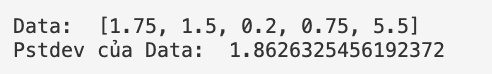 Data:  [1.75, 1.5, 0.2, 0.75, 5.5]
Pstdev của Data:  1.8626325456192372